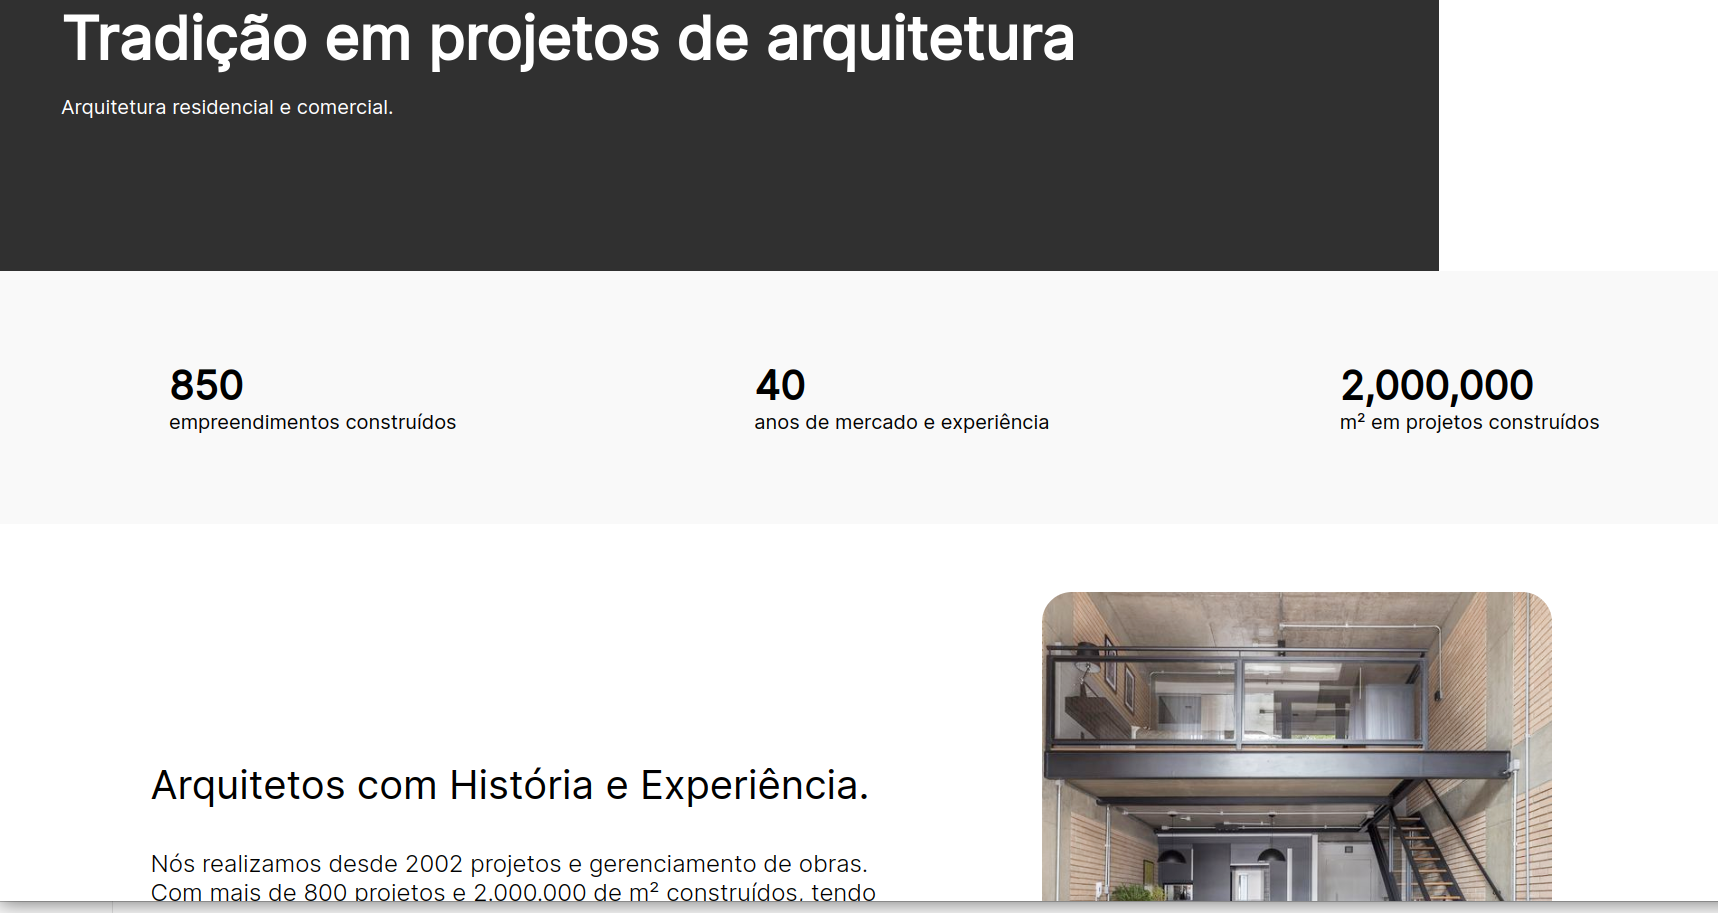 Tradição em projetos de arquitetura
Arquitetura residencial e comercial.
850
empreendimentos construídos
40
anos de mercado e experiência
2,000,000
m² em projetos construídos
Arquitetos com História e Experiência.
Nós realizamos desde 2002 projetos e gerenciamento de obras.
Com mais de 800 projetos e 2.000.000 de m² construídos, tendo